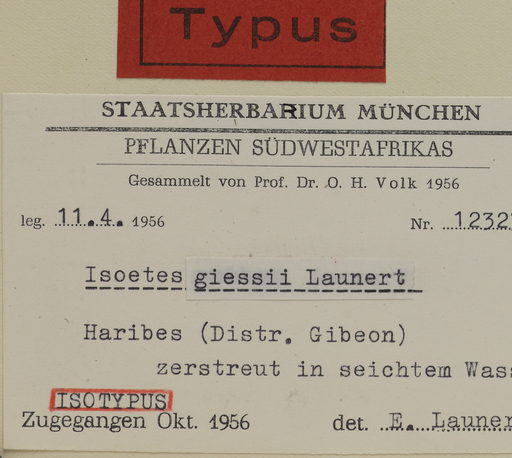 Typus
STAATSHERBARIUM MÜNCHEN
PFLANZEN SÜDWESTAFRIKAS
Gesammelt von Prof. Dr. O. H. Volk 1956
leg. 11.4. 1956 Nr.
Isoetes giessii Launert
Haribes (Distr. Gibeon)
zerstreut in seichtem
ISOTYPUS
Zugegangen Okt. 1956 det. E.